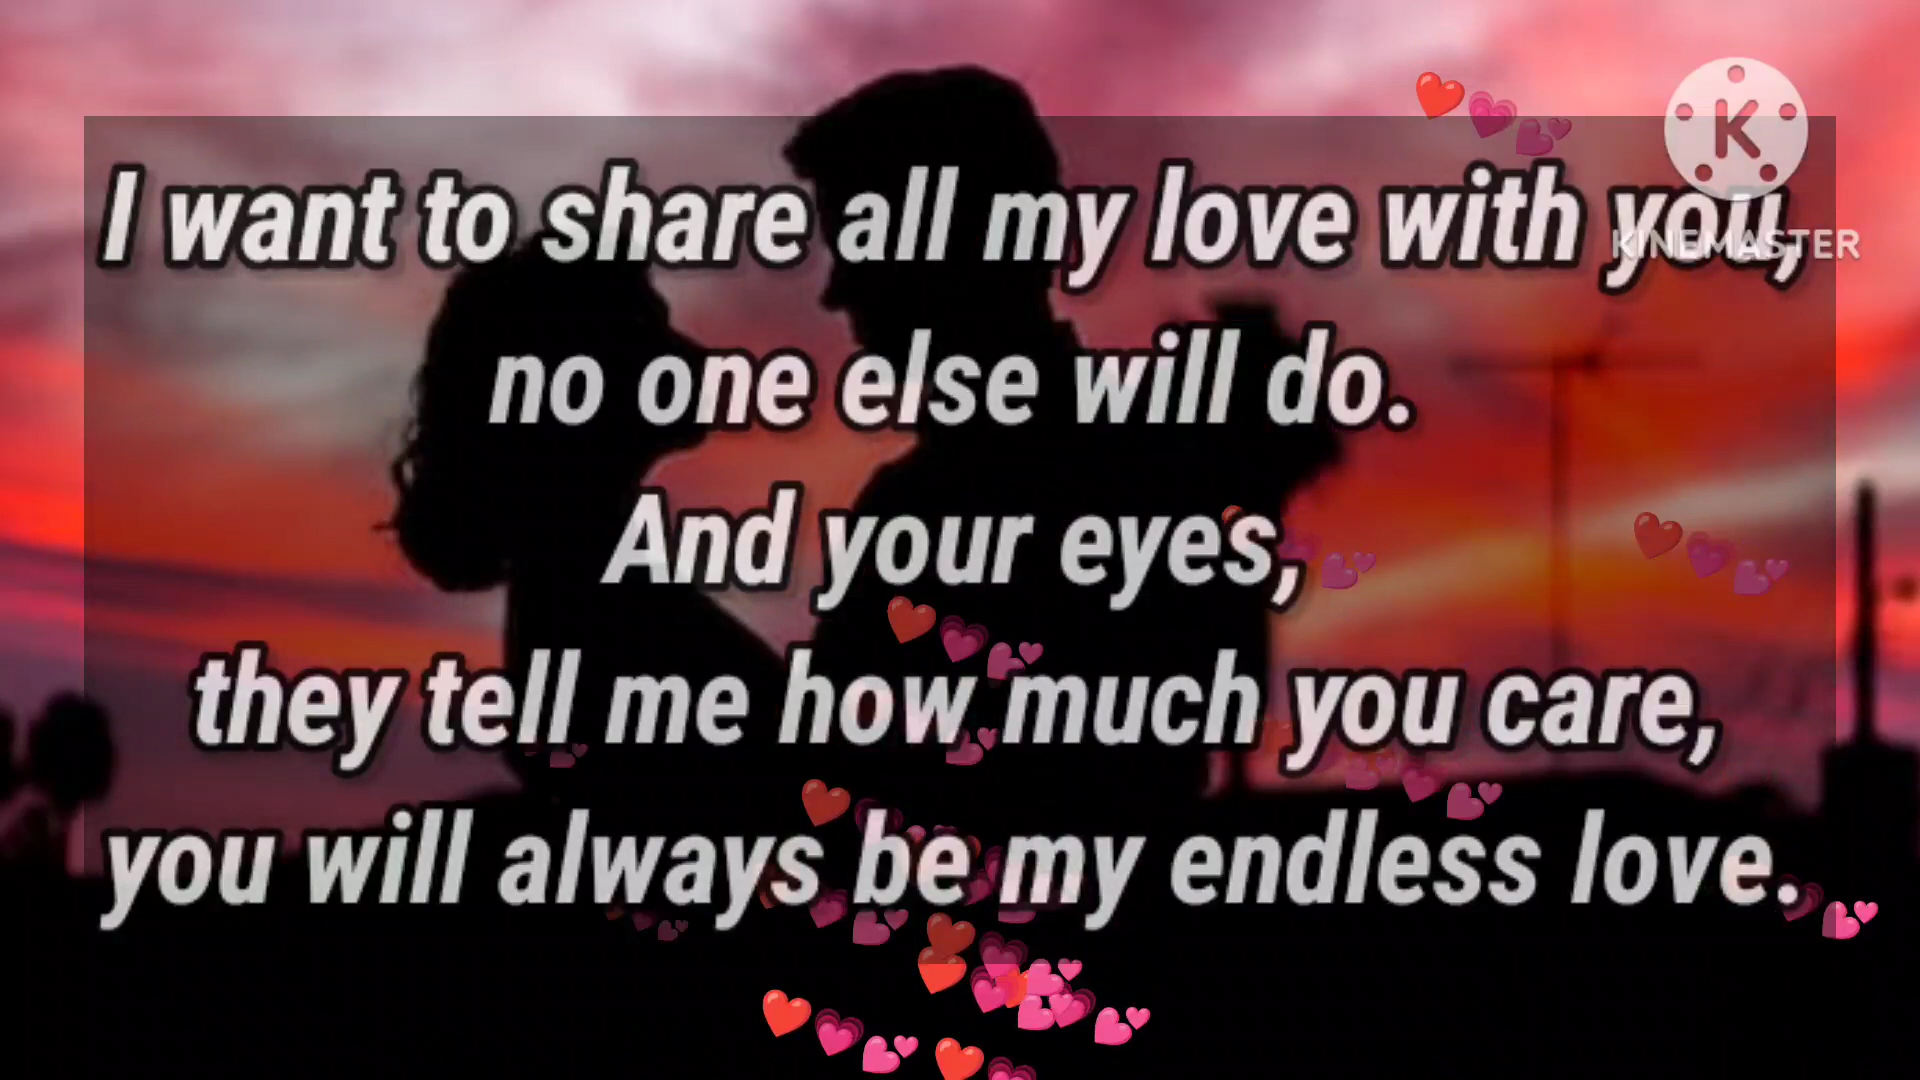 K
KINEMASTER
I want to share all my love with you,
no one else will do.
And your eyes,
they tell me how much you care,
you will always be my endless love.